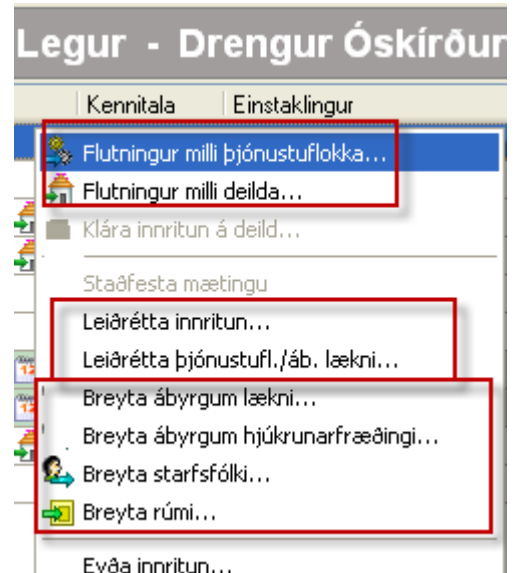 Legur - Drengur Óskírður
Kennitala Einstaklingur
Flutningur milli þjónustuflokka...
Flutningur milli deilda...
Klára innritun á deild...
Staðfesta mætingu
Leiðrétta innritun...
Leiðrétta þjónustufl./áb. lækni...
Breyta ábyrgum lækni...
Breyta ábyrgum hjúkrunarfræðingi...
Breyta starfsfólki...
Breyta rúmi...
Eyða innritun...